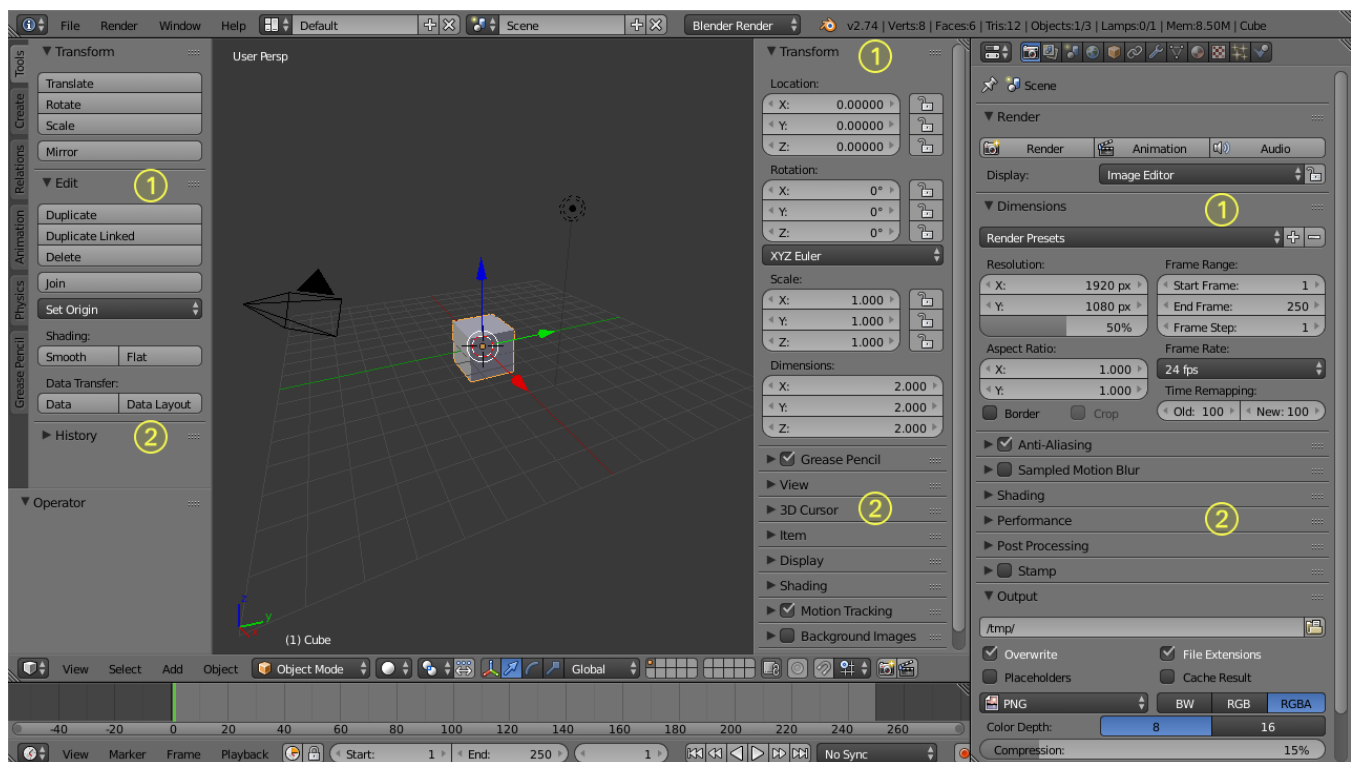 File Render Window Help Default Scene Blender Render v2.74 | Verts:8 | Faces:6 | Tris:12 | Objects:1/3 | Lamps:0/1 | Mem:8.50M | Cube
Tools
Create
Relations
Animation
Physics
Grease Pencil
Transform
Translate
Rotate
Scale
Mirror
Edit 1
Duplicate
Duplicate Linked
Delete
Join
Set Origin
Shading:
Smooth Flat
Data Transfer:
Data Data Layout
History 2
Operator
User Persp
z
y
x
(1) Cube
Transform 1
Location:
X: 0.00000
Y: 0.00000
Z: 0.00000
Rotation:
X: 0°
Y: 0°
Z: 0°
XYZ Euler
Scale:
X: 1.000
Y: 1.000
Z: 1.000
Dimensions:
X: 2.000
Y: 2.000
Z: 2.000
Grease Pencil
View
3D Cursor 2
Item
Display
Shading
Motion Tracking
Background Images
View Select Add Object Object Mode Global
-40 -20 0 20 40 60 80 100 120 140 160 180 200 220 240 260
View Marker Frame Playback Start: 1 End: 250 1 No Sync
Scene
Render
Render Animation Audio
Display: Image Editor
Dimensions 1
Render Presets
Resolution: Frame Range:
X: 1920 px Start Frame: 1
Y: 1080 px End Frame: 250
50% Frame Step: 1
Aspect Ratio: Frame Rate:
X: 1.000 24 fps
Y: 1.000 Time Remapping:
Border Crop Old: 100 New: 100
Anti-Aliasing
Sampled Motion Blur
Shading
Performance 2
Post Processing
Stamp
Output
/tmp/
Overwrite File Extensions
Placeholders Cache Result
PNG BW RGB RGBA
Color Depth: 8 16
Compression: 15%